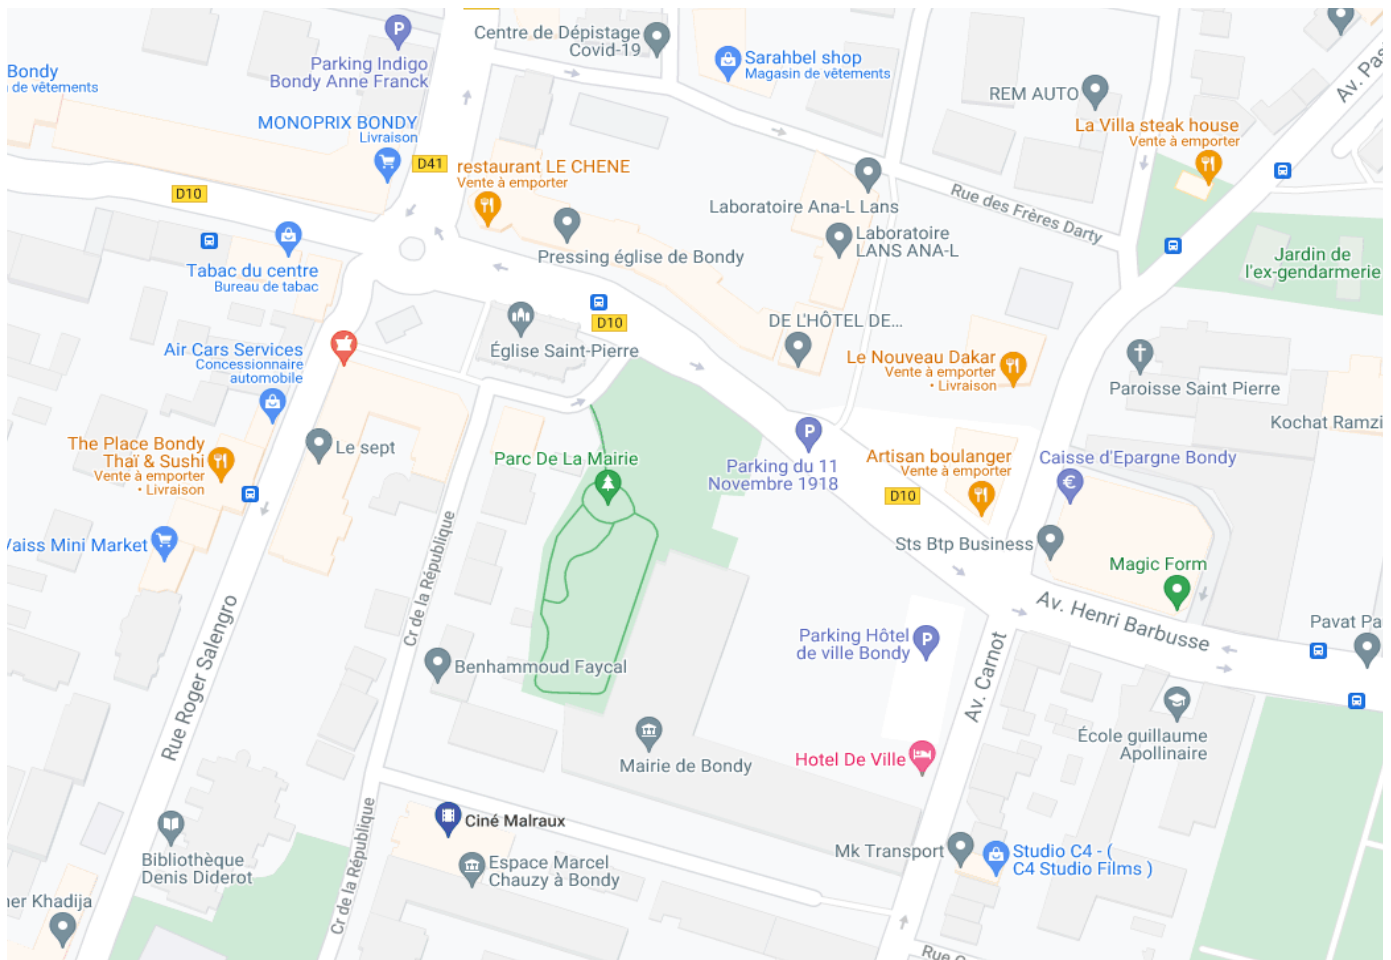 Centre de Dépistage
Covid-19
Parking Indigo
Bondy Anne Franck
Sarahbel shop
Magasin de vêtements
Bondy
de vêtements
REM AUTO
Av. Pas
MONOPRIX BONDY
Livraison
La Villa steak house
Vente à emporter
D41
restaurant LE CHENE
Vente à emporter
D10
Laboratoire Ana-L Lans
Rue des Frères Darty
Laboratoire
LANS ANA-L
Pressing église de Bondy
Jardin de
l'ex-gendarmerie
Tabac du centre
Bureau de tabac
D10
DE L'HÔTEL DE...
Église Saint-Pierre
Air Cars Services
Concessionnaire
automobile
Le Nouveau Dakar
Vente à emporter
• Livraison
Paroisse Saint Pierre
Kochat Ramzi
The Place Bondy
Thaï & Sushi
Vente à emporter
• Livraison
Le sept
Parc De La Mairie
Parking du 11
Novembre 1918
Artisan boulanger
Vente à emporter
Caisse d'Epargne Bondy
€
D10
Vaiss Mini Market
Sts Btp Business
Magic Form
Cr de la République
Av. Henri Barbusse
Rue Roger Salengro
Parking Hôtel
de ville Bondy
Pavat Pa
Av. Carnot
Benhammoud Faycal
Mairie de Bondy
Hotel De Ville
École guillaume
Apollinaire
Ciné Malraux
Cr de la République
Bibliothèque
Denis Diderot
Espace Marcel
Chauzy à Bondy
Mk Transport
Studio C4 - (
C4 Studio Films )
er Khadija
Rue
P
P
P